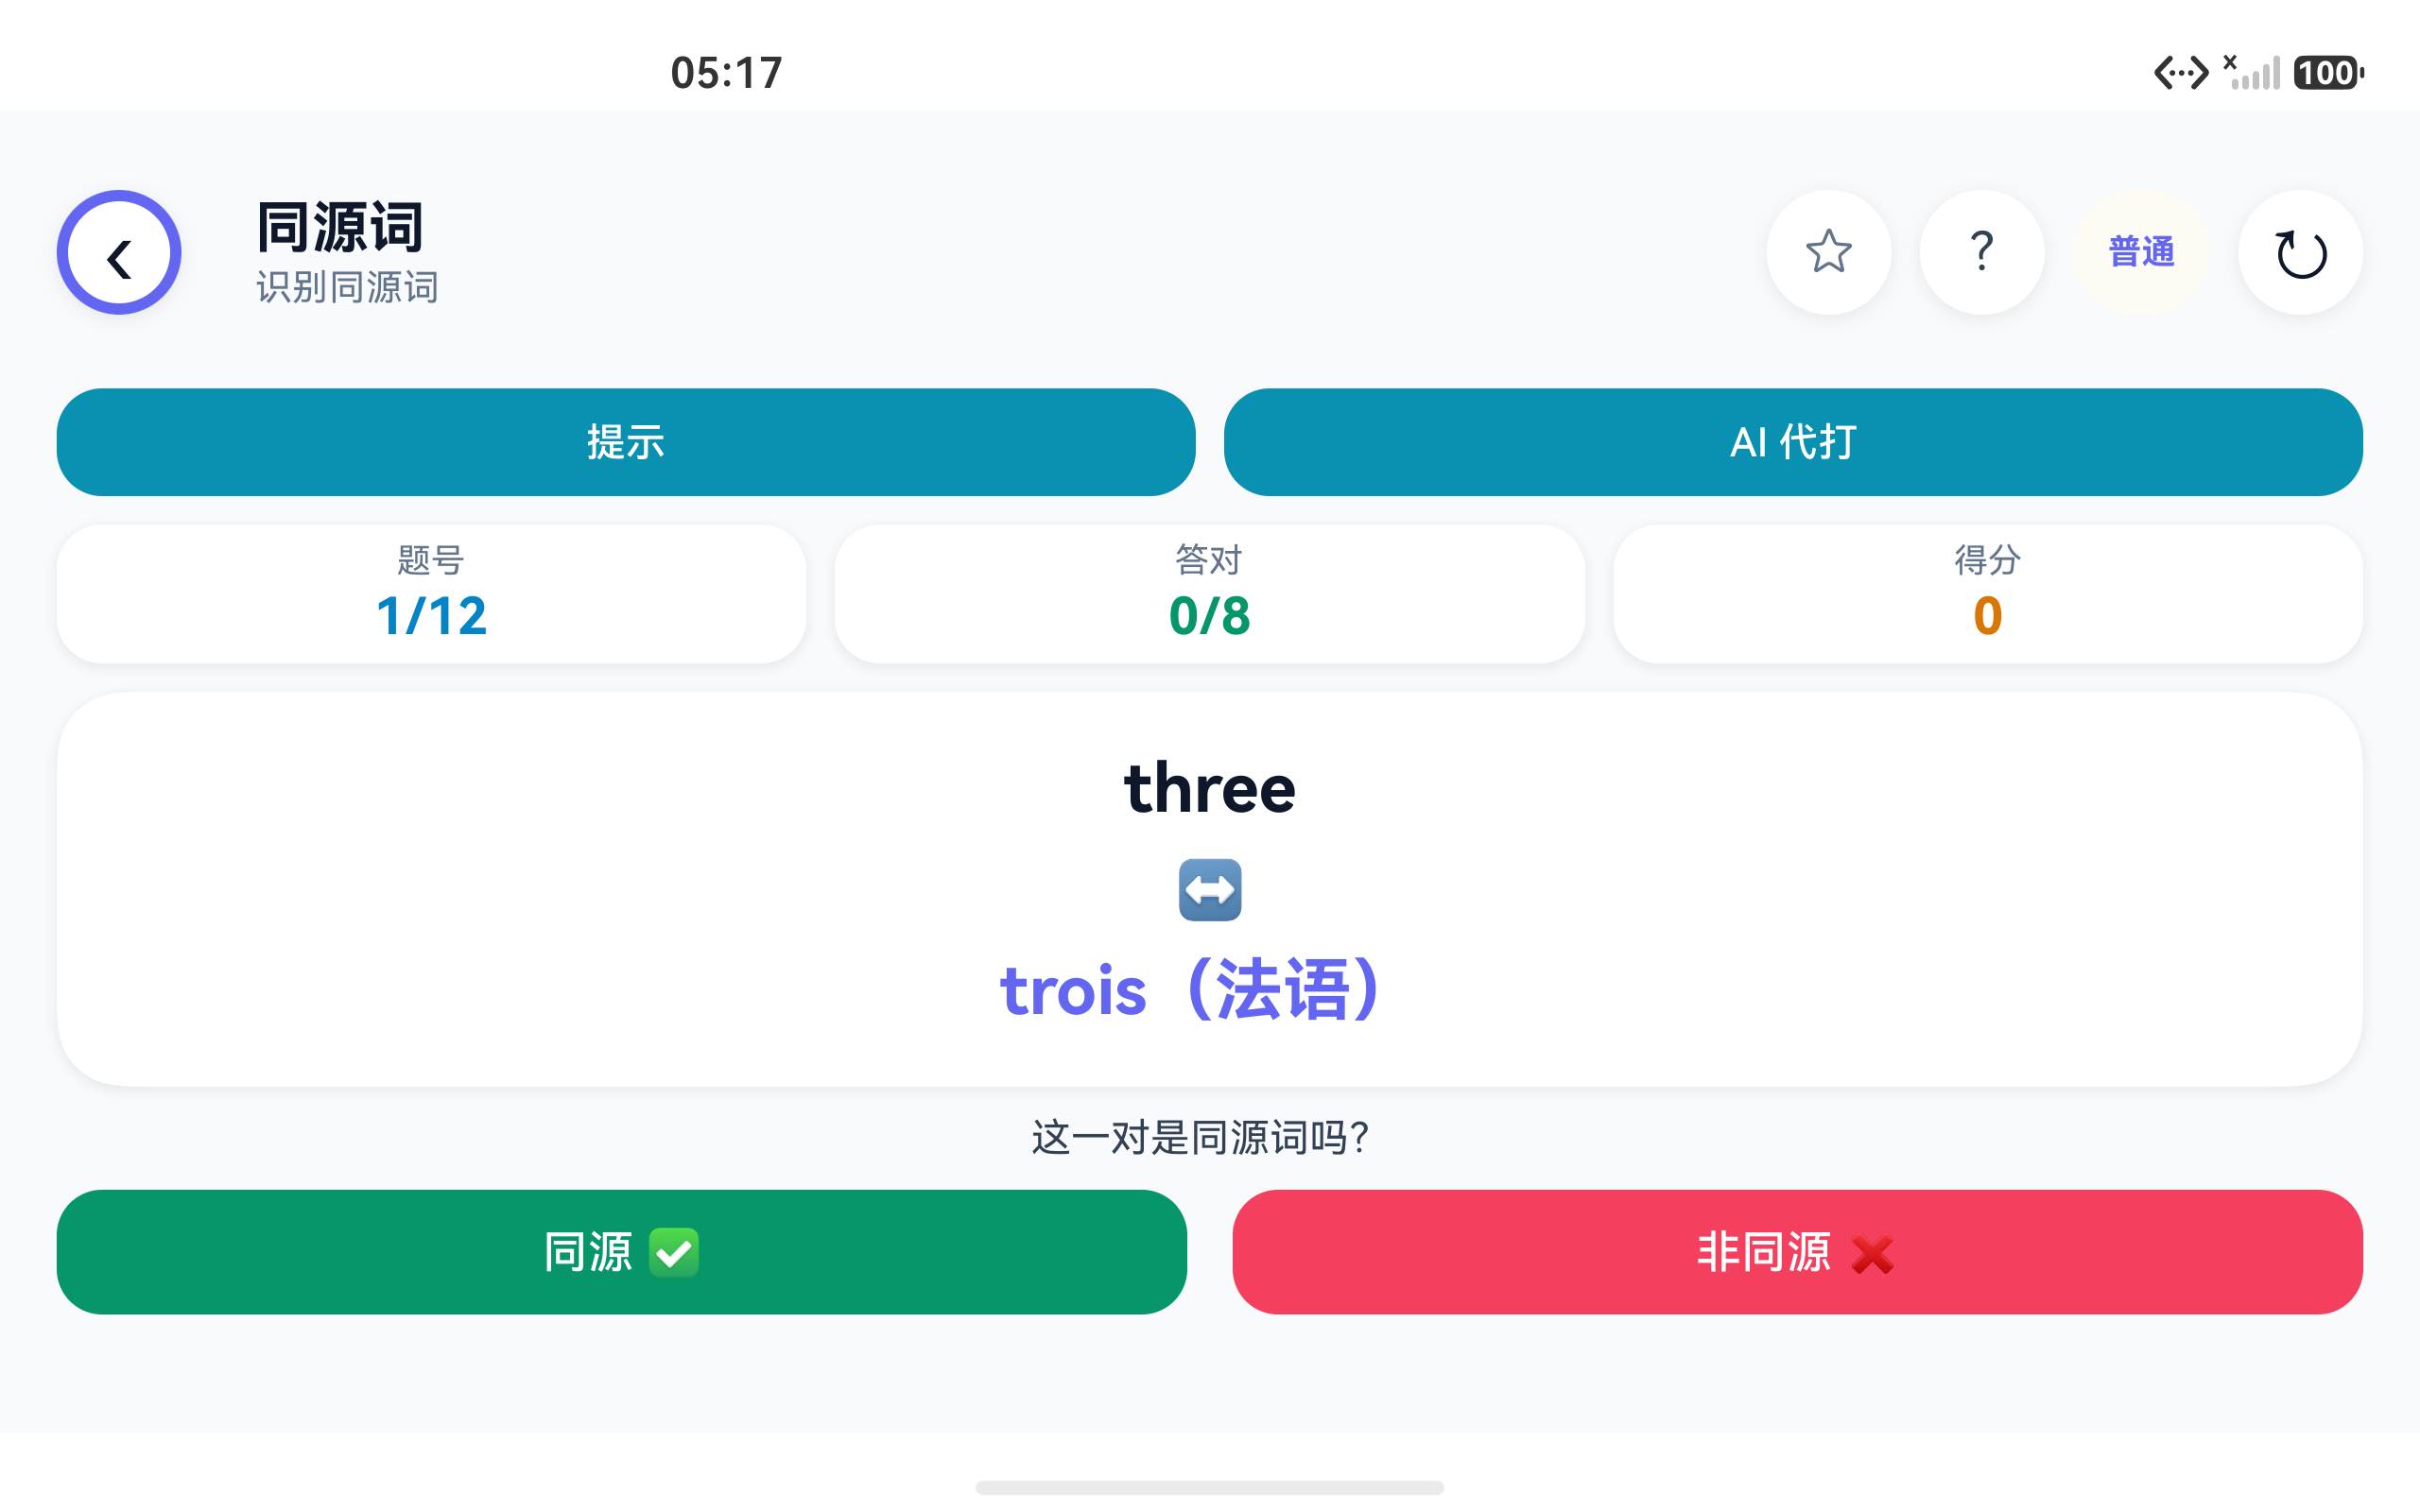 05:17
100
同源词
识别同源词
?
普通
提示
AI 代打
题号
1/12
答对
0/8
得分
0
three
trois（法语）
这一对是同源词吗？
同源
非同源